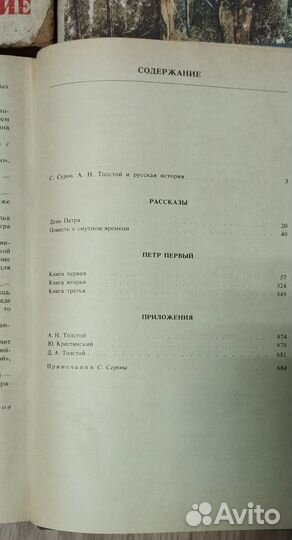 ИЕ
СОДЕРЖАНИЕ
С. Серов. А. Н. Толстой и русская история 3
РАССКАЗЫ
День Петра 20
Повесть о смутном времени 40
ПЕТР ПЕРВЫЙ
Книга первая 57
Книга вторая 324
Книга третья 549
ПРИЛОЖЕНИЯ
А. Н. Толстой 674
Ю. Крестинский 679
Д. А. Толстой 681
Примечания С. Серова 684
Avito